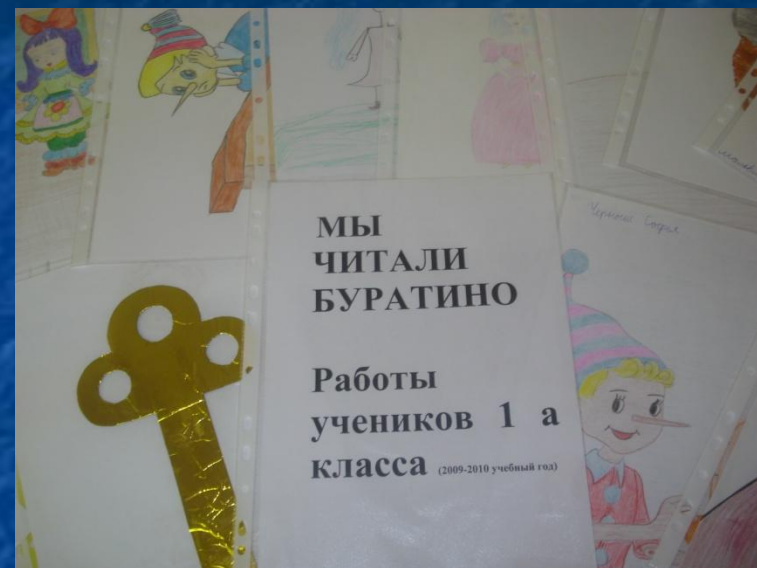 МЫ
ЧИТАЛИ
БУРАТИНО
Работы
учеников 1 а
класса (2009-2010 учебный год)